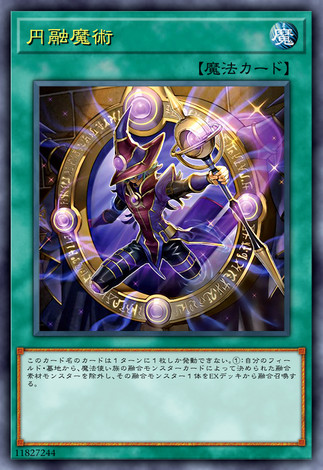 円融魔術
魔
【魔法カード】
このカード名のカードは1ターンに1枚しか発動できない。①:自分のフィー
ルド・墓地から、魔法使い族の融合モンスターカードによって決められた融合
素材モンスターを除外し、その融合モンスター1体をEXデッキから融合召喚す
る。
11827244